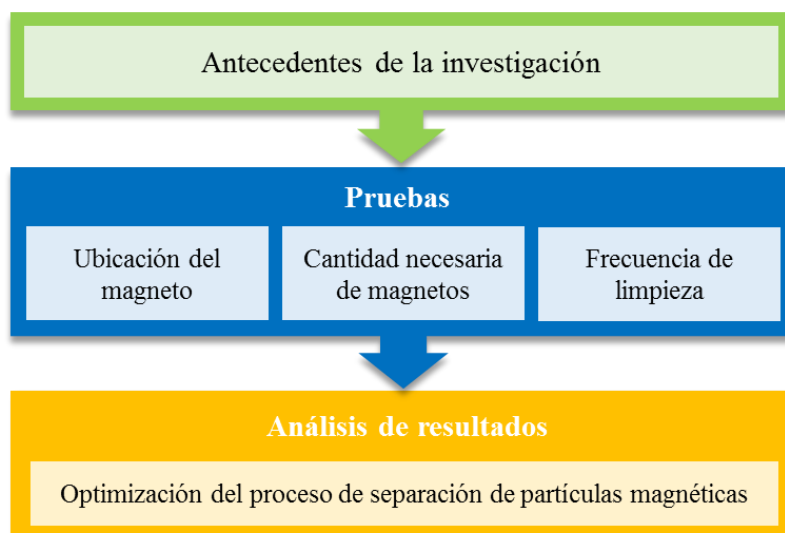 Antecedentes de la investigación
Pruebas
Ubicación del
magneto
Cantidad necesaria
de magnetos
Frecuencia de
limpieza
Análisis de resultados
Optimización del proceso de separación de partículas magnéticas